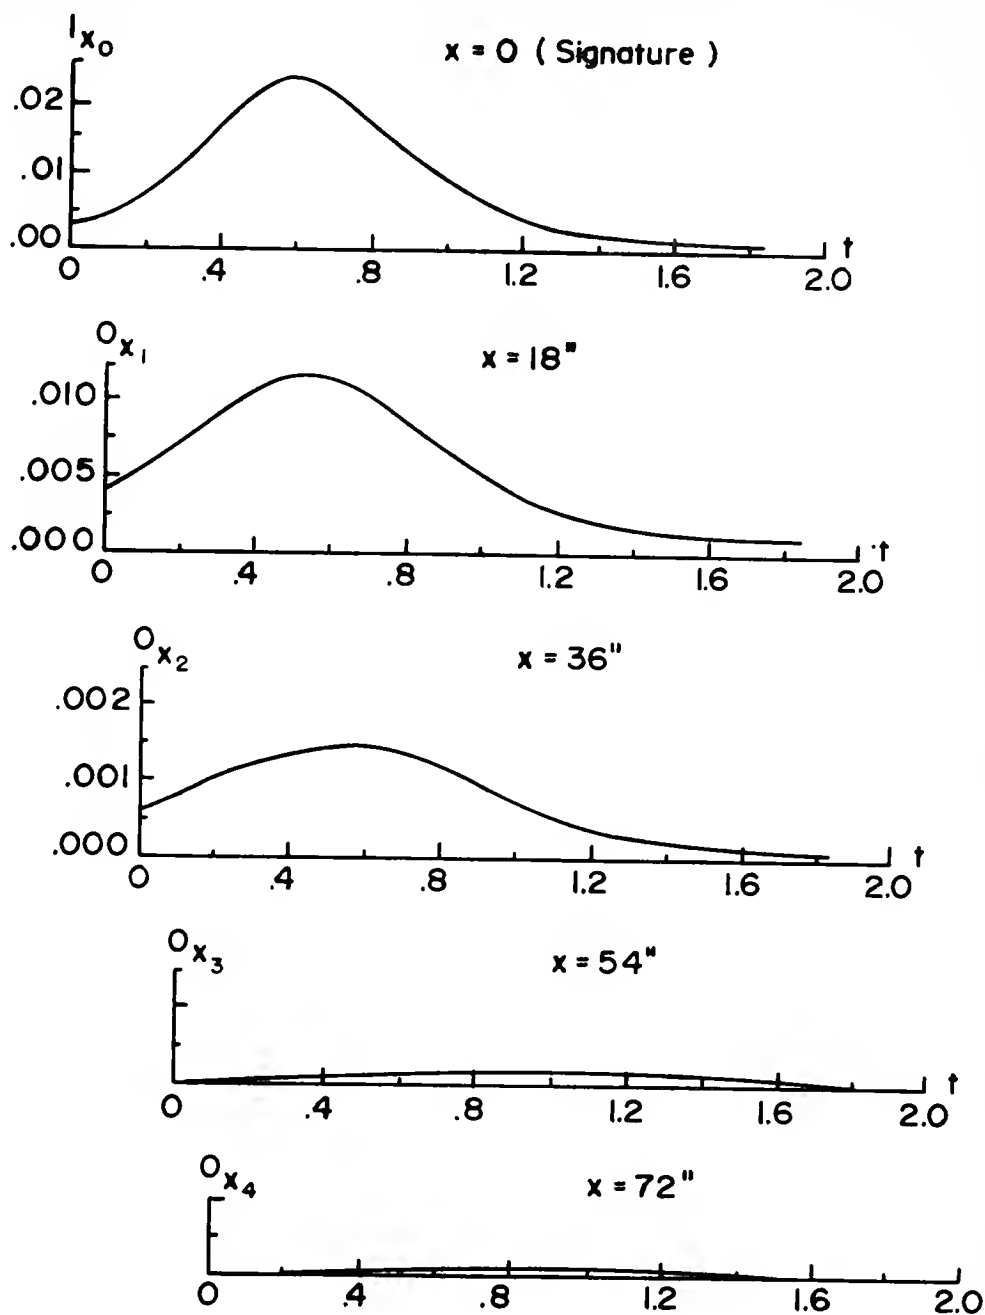 I x₀
x = 0 ( Signature )
.02
.01
.00
0 .4 .8 1.2 1.6 2.0 t
O x₁
x = 18"
.010
.005
.000
0 .4 .8 1.2 1.6 2.0 t
O x₂
x = 36"
.002
.001
.000
0 .4 .8 1.2 1.6 2.0 t
O x₃
x = 54"
0 .4 .8 1.2 1.6 2.0 t
O x₄
x = 72"
0 .4 .8 1.2 1.6 2.0